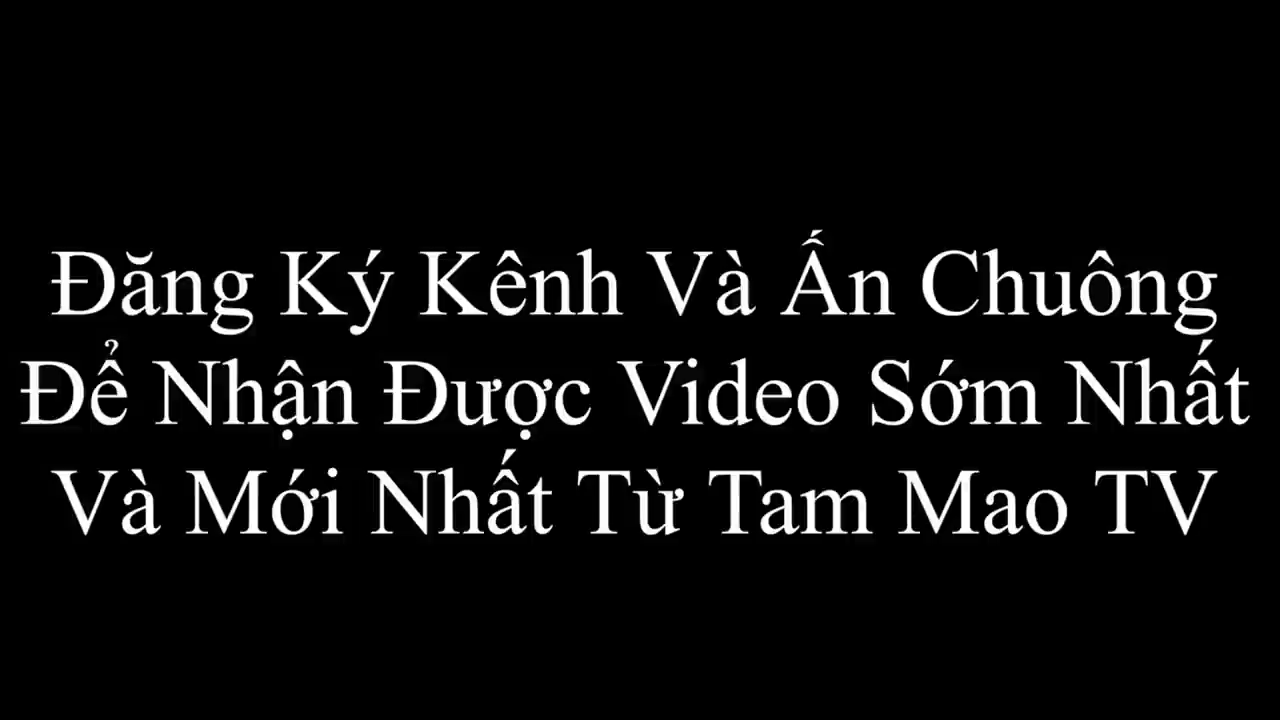 Đăng Ký Kênh Và Ấn Chuông
Để Nhận Được Video Sớm Nhất
Và Mới Nhất Từ Tam Mao TV